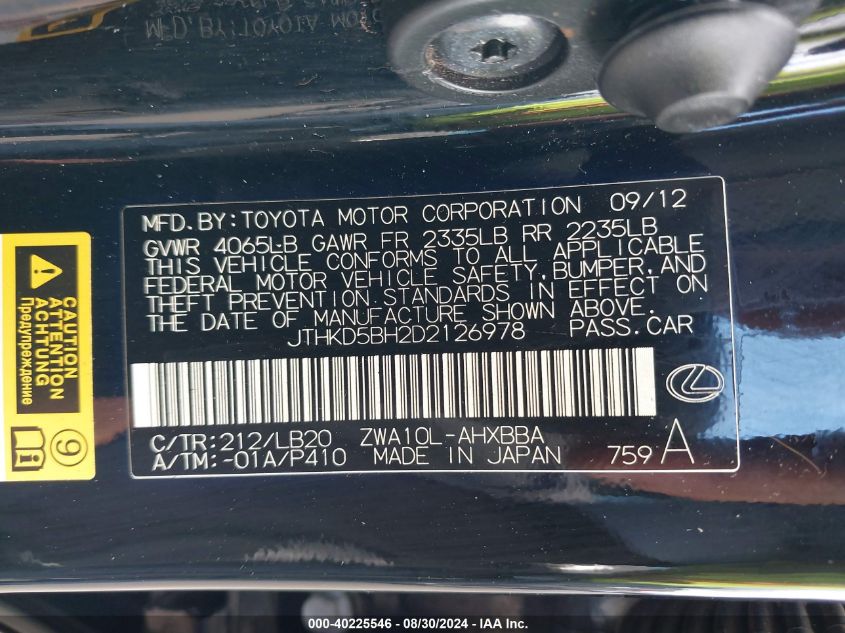 MFD.BY:TOYOTA MOTOR CORPORATION 09/12
GVWR 4065LB GAWR FR 2335LB RR 2235LB
THIS VEHICLE CONFORMS TO ALL APPLICABLE
FEDERAL MOTOR VEHICLE SAFETY,BUMPER,AND
THEFT PREVENTION STANDARDS IN EFFECT ON
THE DATE OF MANUFACTURE SHOWN ABOVE.
JTHKD5BH2D2126978 PASS.CAR
C/TR:212/LB20 ZWA10L-AHXBBA
A/TM:-01A/P410 MADE IN JAPAN 759 A
CAUTION
ATTENTION
ACHTUNG
Предупреждение
000-40225546 - 08/30/2024 - IAA Inc.